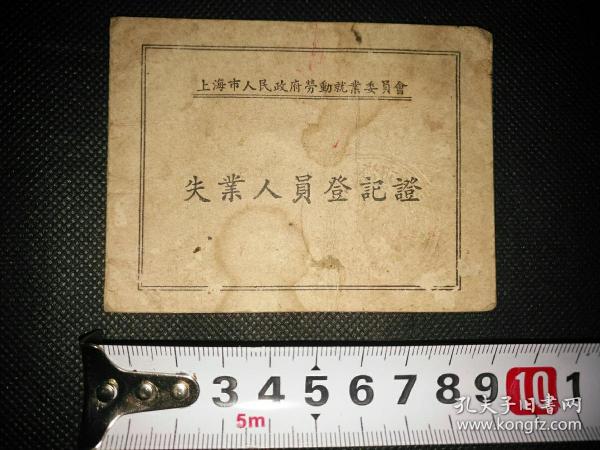 上海市人民政府勞動就業委員會
失業人員登記證
3 4 5 6 7 8 9 10 1
5m
孔夫子旧书网
www.kongfz.com